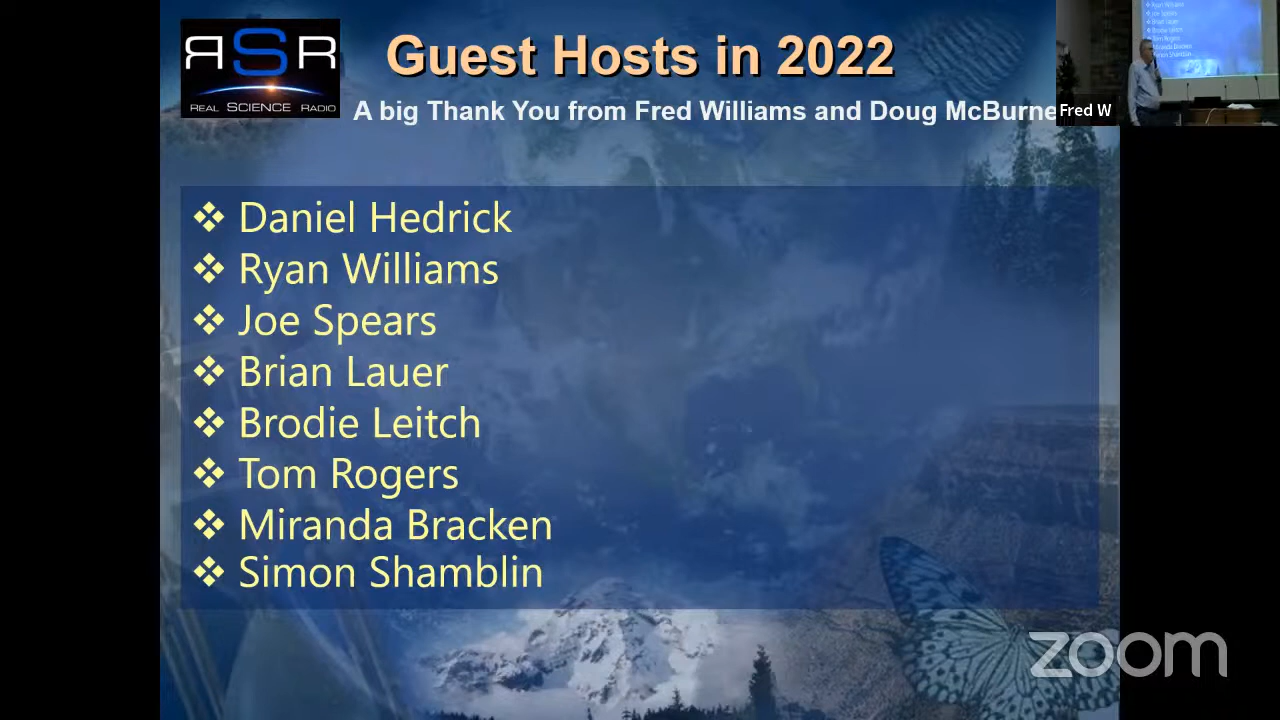 RSR
REAL SCIENCE RADIO
Guest Hosts in 2022
A big Thank You from Fred Williams and Doug McBurne
Fred W
Daniel Hedrick
Ryan Williams
Joe Spears
Brian Lauer
Brodie Leitch
Tom Rogers
Miranda Bracken
Simon Shamblin
zoom